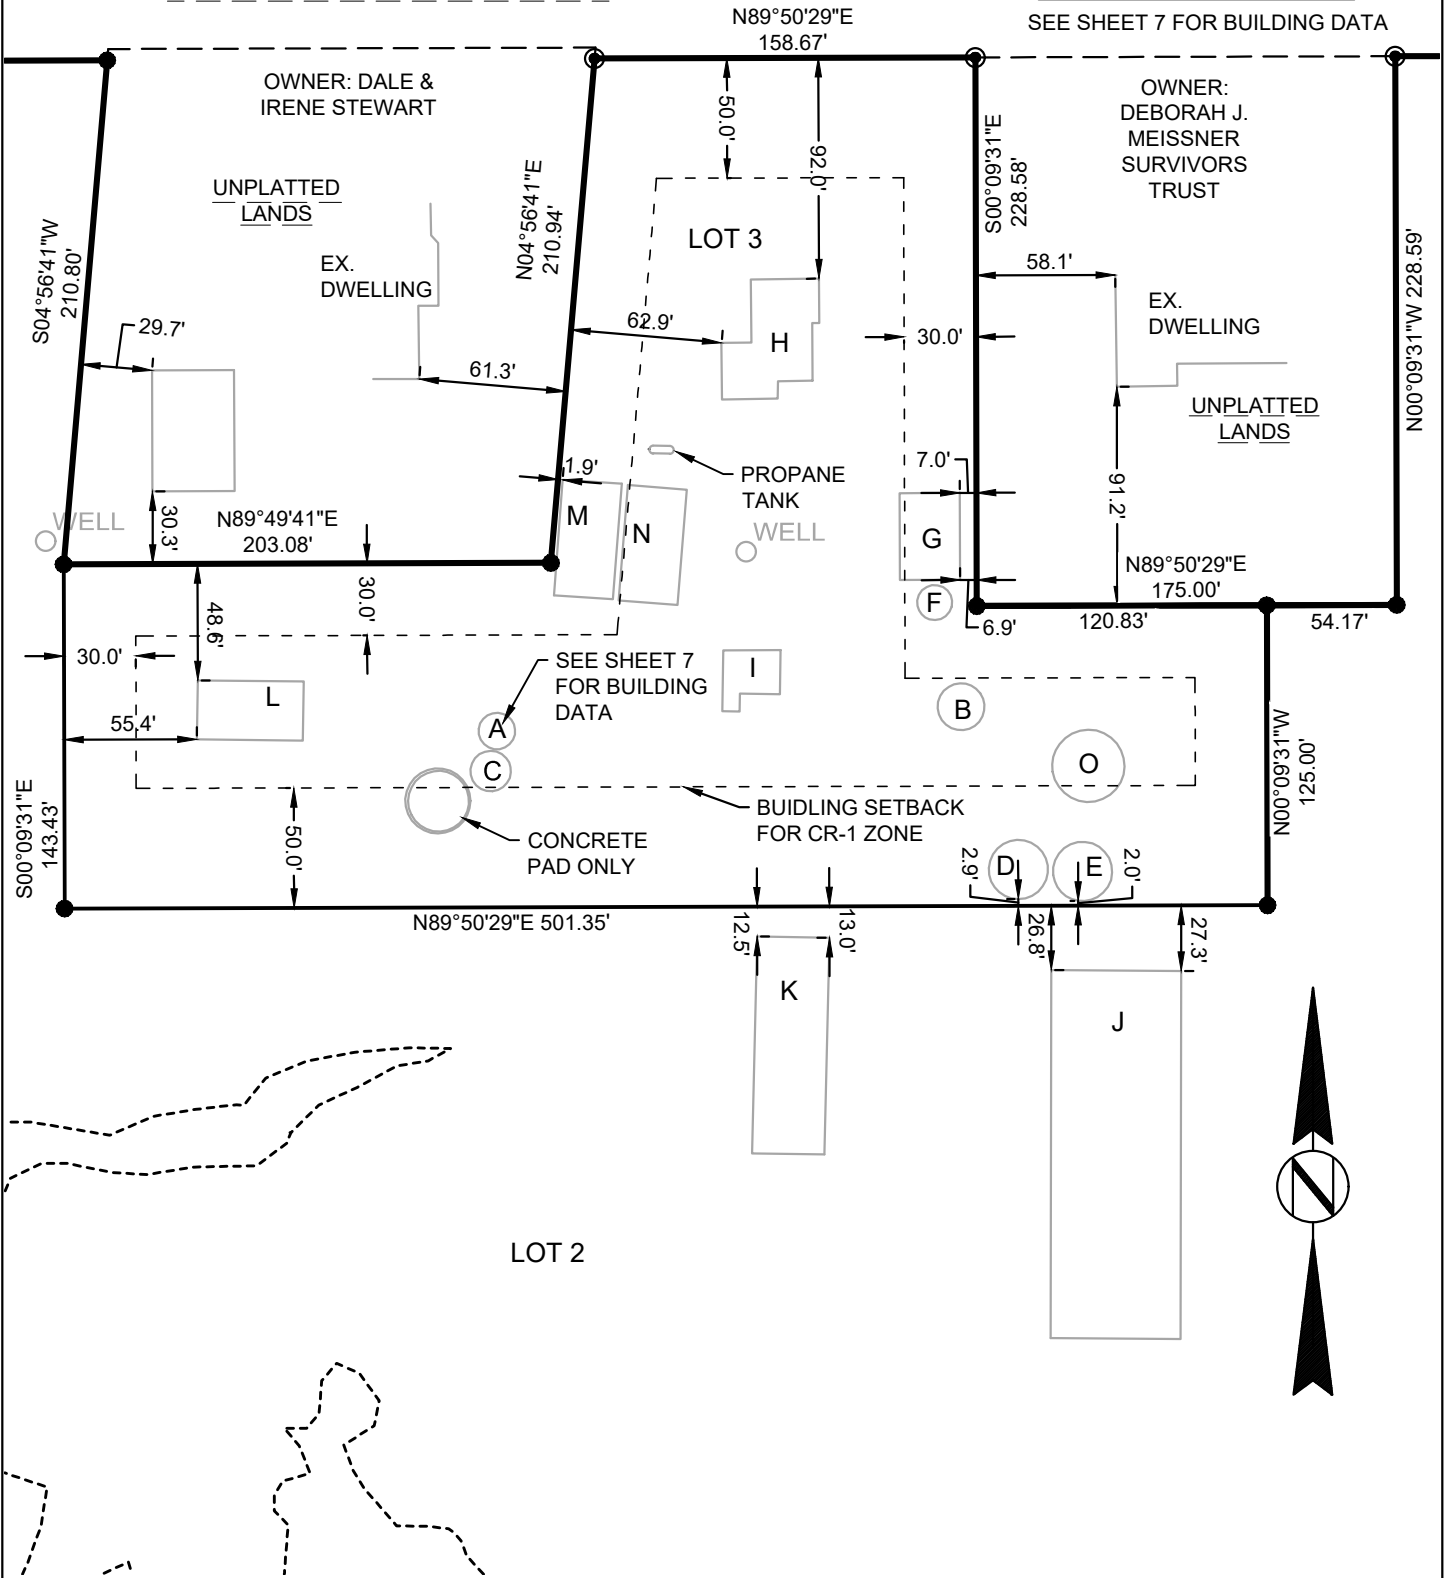 N89°50'29"E
158.67'
SEE SHEET 7 FOR BUILDING DATA
OWNER: DALE &
IRENE STEWART
OWNER:
DEBORAH J.
MEISSNER
SURVIVORS
TRUST
50.0'
92.0'
S00°09'31"E
228.58'
UNPLATTED
LANDS
N04°56'41"E
210.94'
S04°56'41"W
210.80'
LOT 3
EX.
DWELLING
58.1'
EX.
DWELLING
N00°09'31"W 228.59'
29.7'
62.9'
H
30.0'
61.3'
UNPLATTED
LANDS
1.9'
PROPANE
TANK
7.0'
91.2'
WELL
30.3'
N89°49'41"E
203.08'
M
N
WELL
G
N89°50'29"E
175.00'
30.0'
F
6.9'
120.83'
54.17'
48.6'
30.0'
SEE SHEET 7
FOR BUILDING
DATA
I
L
B
55.4'
A
C
O
N00°09'31"W
125.00'
S00°09'31"E
143.43'
50.0'
BUIDLING SETBACK
FOR CR-1 ZONE
CONCRETE
PAD ONLY
2.9'
D
E
2.0'
N89°50'29"E 501.35'
12.5'
13.0'
26.8'
27.3'
K
J
N
LOT 2